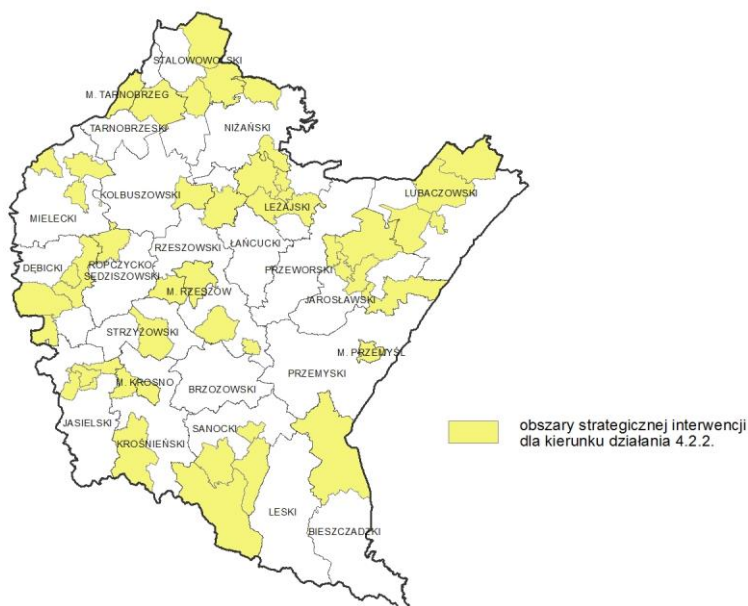 STALOWOWOLSKI
M. TARNOBRZEG
TARNOBRZESKI
NIŻAŃSKI
LUBACZOWSKI
KOLBUSZOWSKI
MIELECKI
LEŻAJSKI
RZESZOWSKI
ŁAŃCUCKI
DĘBICKI
ROPCZYCKO-
SĘDZISZOWSKI
PRZEWORSKI
M. RZESZÓW
JAROSŁAWSKI
STRZYŻOWSKI
M. PRZEMYŚL
PRZEMYSKI
M. KROSNO
BRZOZOWSKI
JASIELSKI
SANOCKI
KROŚNIEŃSKI
obszary strategicznej interwencji
dla kierunku działania 4.2.2.
LESKI
BIESZCZADZKI